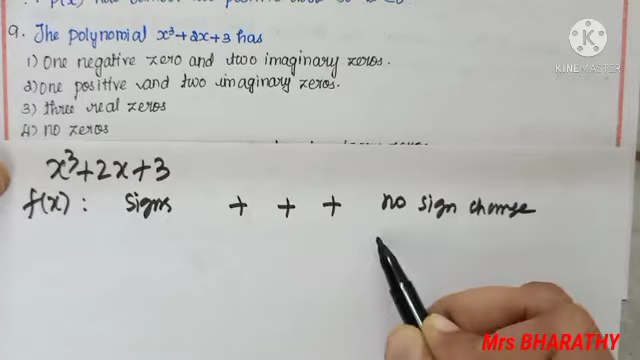 9. The polynomial x³+2x+3 has
1) One negative zero and two imaginary zeros.
2) one positive and two imaginary zeros.
3) three real zeros
4) no zeros
x³+2x+3
f(x) : Signs + + + no sign change
KINEMASTER
Mrs BHARATHY